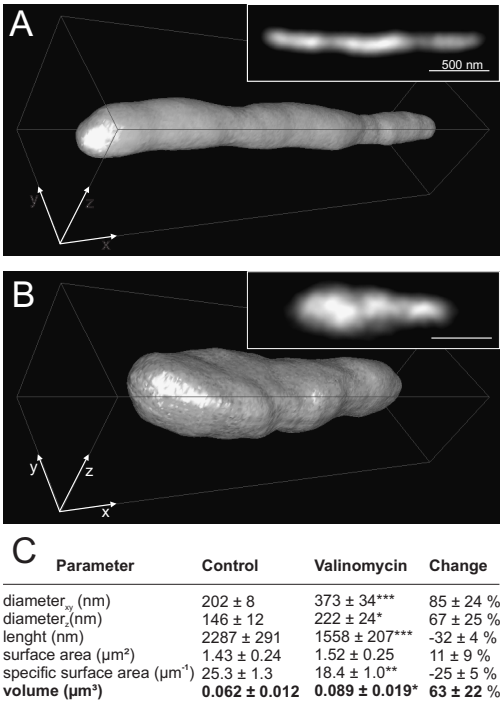 A
500 nm
y
z
x
B
y
z
x
C
Parameter Control Valinomycin Change
diameterxy (nm) 202 ± 8 373 ± 34*** 85 ± 24 %
diameterz(nm) 146 ± 12 222 ± 24* 67 ± 25 %
lenght (nm) 2287 ± 291 1558 ± 207*** -32 ± 4 %
surface area (µm²) 1.43 ± 0.24 1.52 ± 0.25 11 ± 9 %
specific surface area (µm⁻¹) 25.3 ± 1.3 18.4 ± 1.0** -25 ± 5 %
volume (µm³) 0.062 ± 0.012 0.089 ± 0.019* 63 ± 22 %